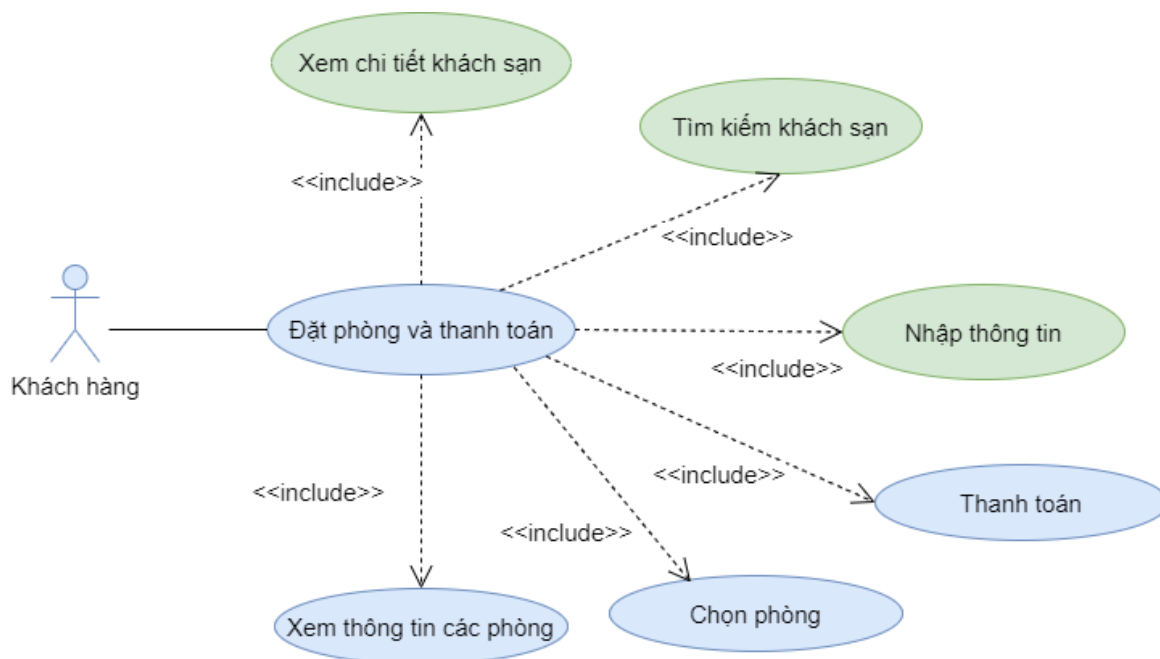 Xem chi tiết khách sạn
Tìm kiếm khách sạn
<<include>>
<<include>>
Đặt phòng và thanh toán
Nhập thông tin
<<include>>
Khách hàng
<<include>>
<<include>>
Thanh toán
<<include>>
Xem thông tin các phòng
Chọn phòng